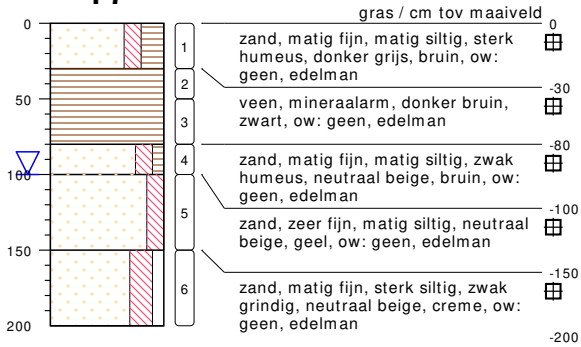 gras / cm tov maaiveld
0
0
1
zand, matig fijn, matig siltig, sterk
humeus, donker grijs, bruin, ow:
geen, edelman
2
-30
50
3
veen, mineraalarm, donker bruin,
zwart, ow: geen, edelman
-80
4
zand, matig fijn, matig siltig, zwak
humeus, neutraal beige, bruin, ow:
geen, edelman
100
-100
5
zand, zeer fijn, matig siltig, neutraal
beige, geel, ow: geen, edelman
150
-150
6
zand, matig fijn, sterk siltig, zwak
grindig, neutraal beige, creme, ow:
geen, edelman
200
-200